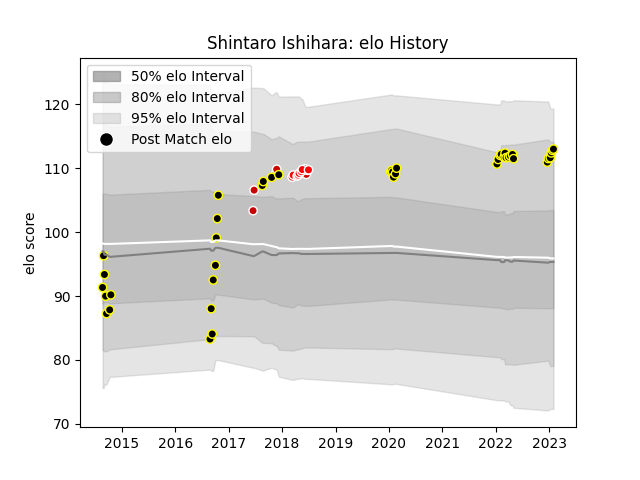 Shintaro Ishihara: elo History
50% elo Interval
80% elo Interval
95% elo Interval
Post Match elo
elo score
120
110
100
90
80
70
2015 2016 2017 2018 2019 2020 2021 2022 2023